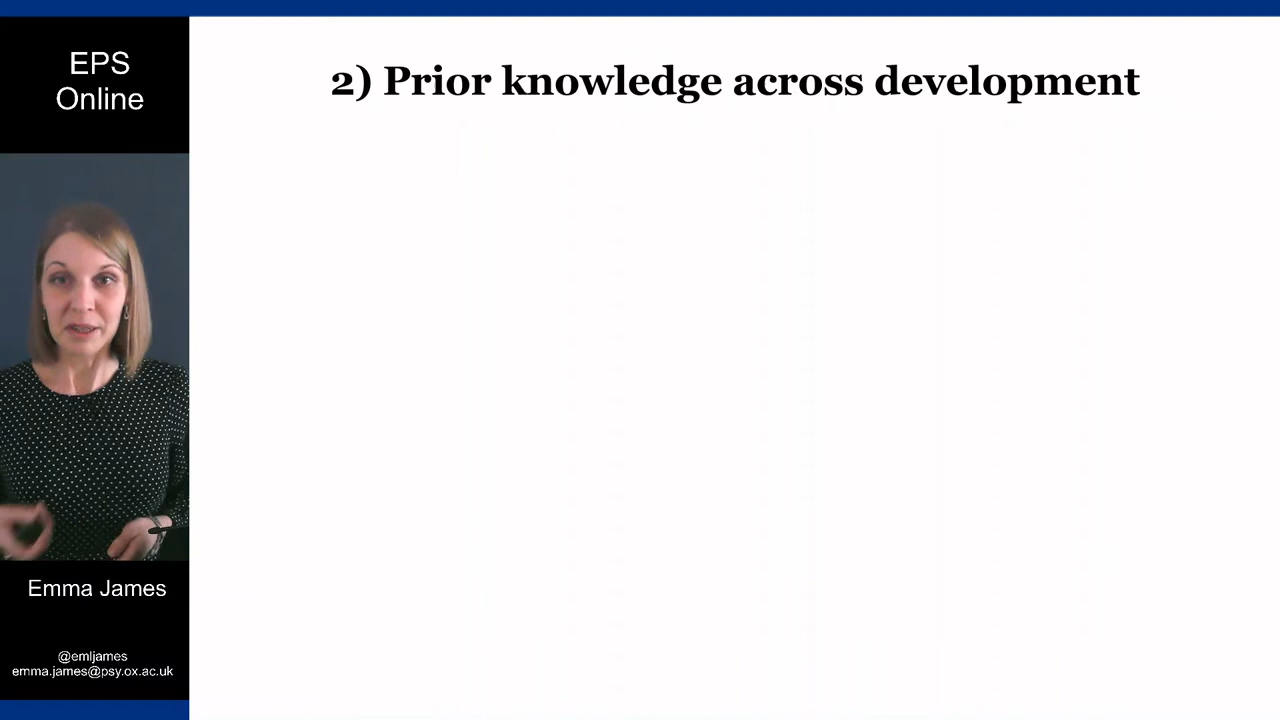 EPS
Online
2) Prior knowledge across development
Emma James
@emljames
emma.james@psy.ox.ac.uk